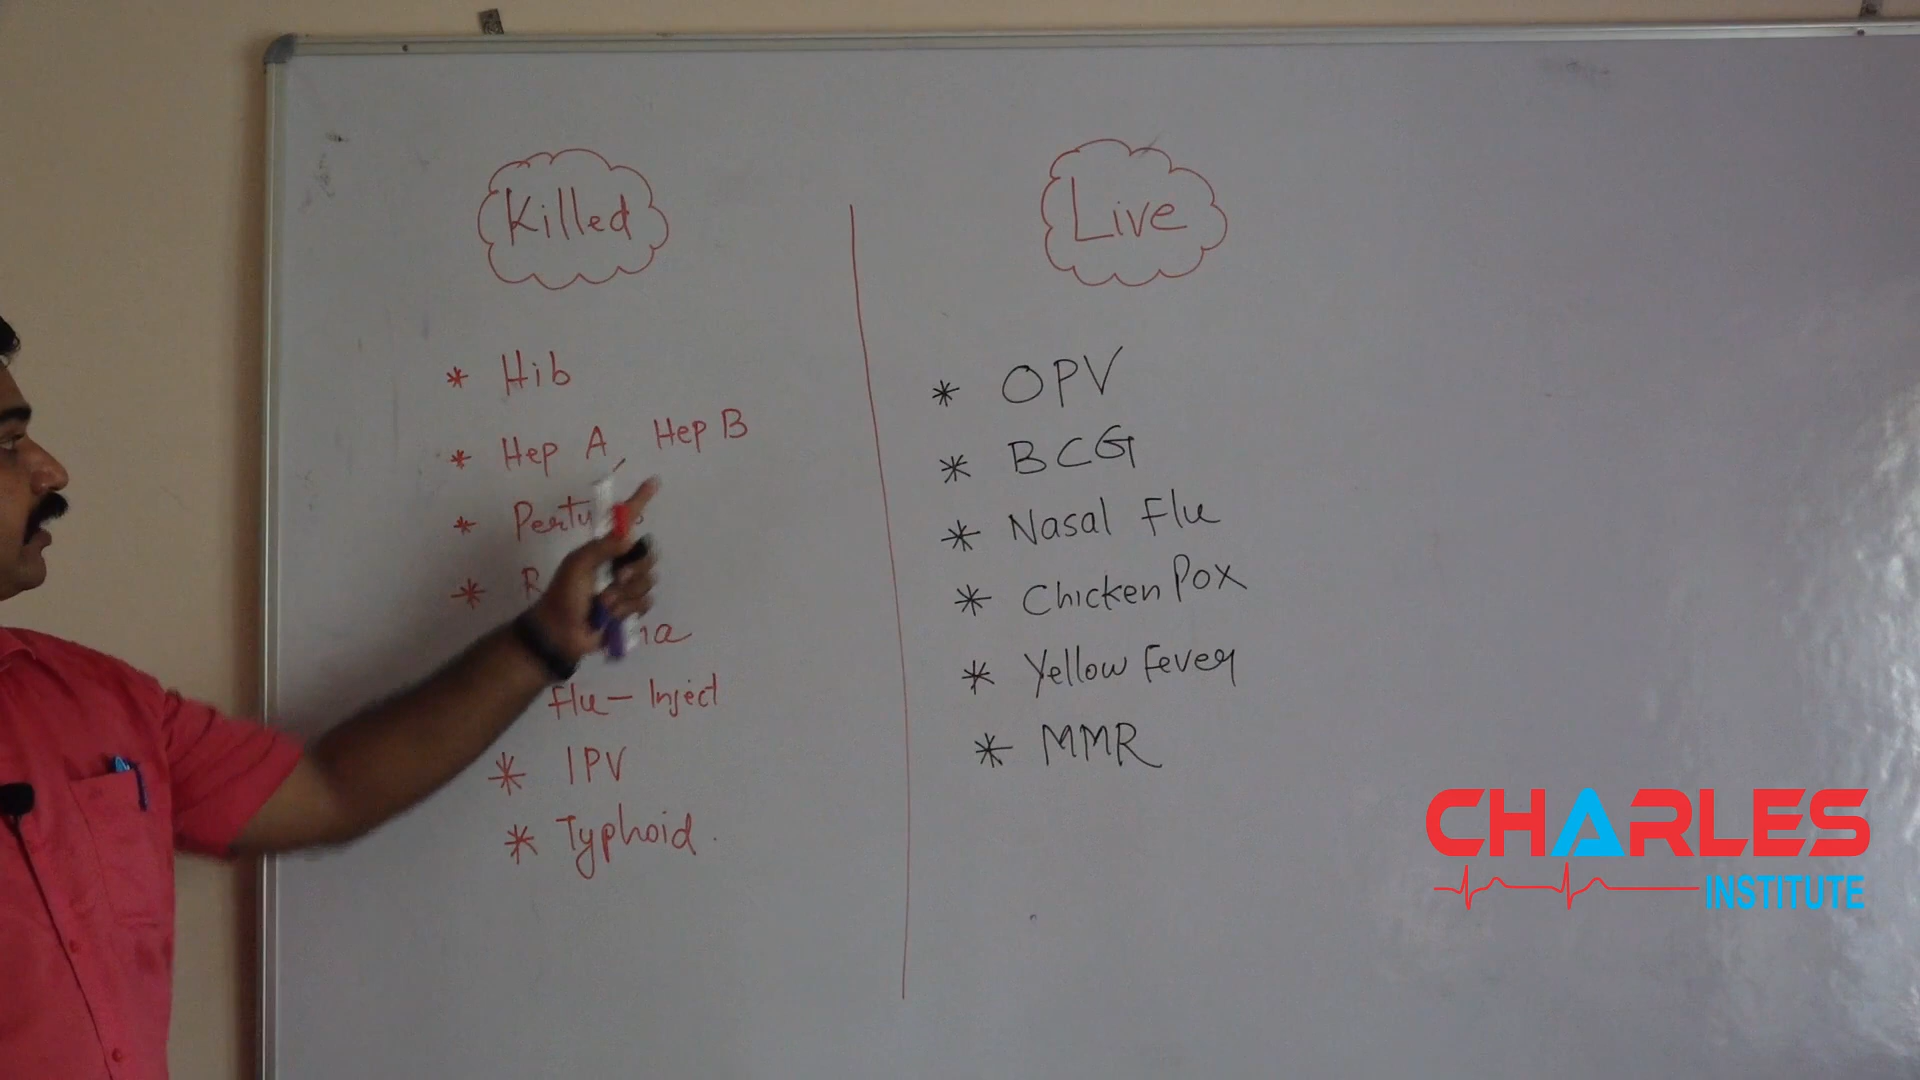 Killed
* Hib
* Hep A, Hep B
*
*
Flu - Inject
* IPV
* Typhoid.
Live
* OPV
* BCG
* Nasal Flu
* Chicken Pox
* Yellow Fever
* MMR
CHARLES
INSTITUTE